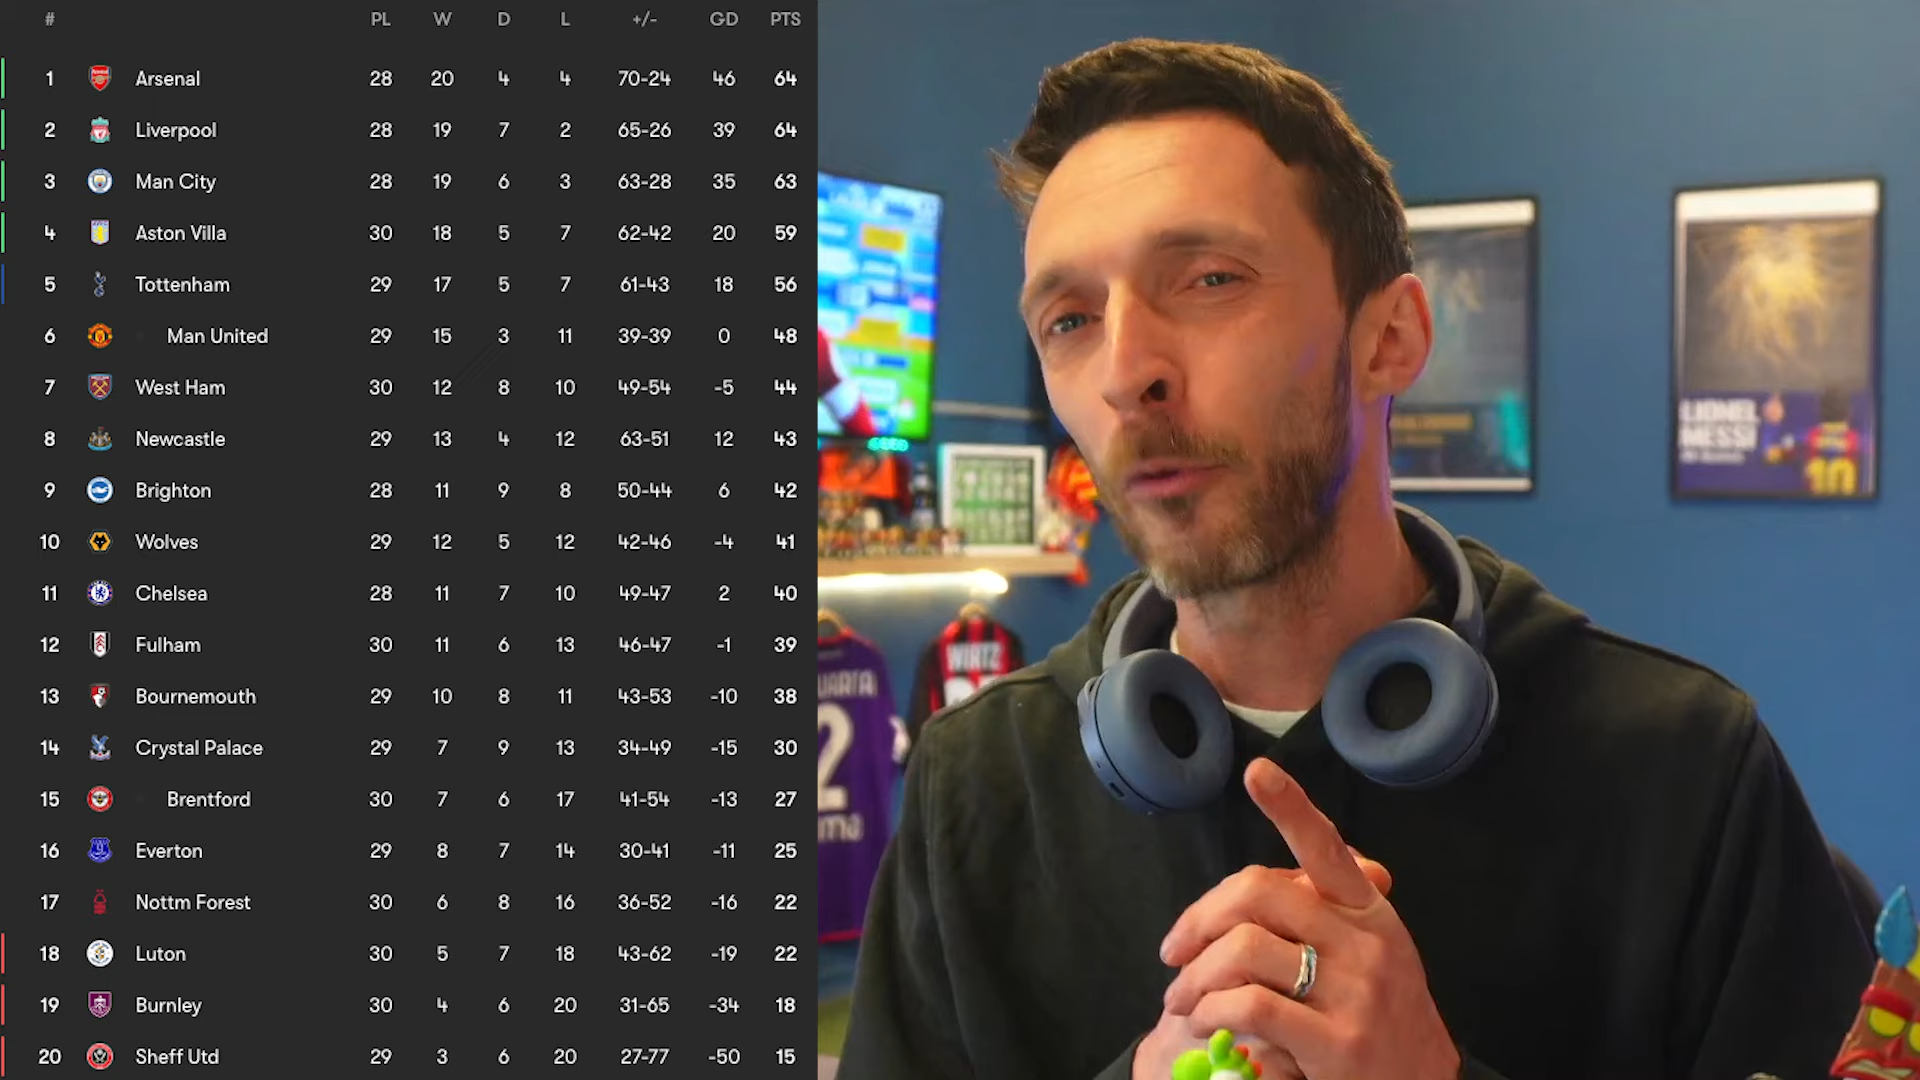 # PL W D L +/- GD PTS
1 Arsenal 28 20 4 4 70-24 46 64
2 Liverpool 28 19 7 2 65-26 39 64
3 Man City 28 19 6 3 63-28 35 63
4 Aston Villa 30 18 5 7 62-42 20 59
5 Tottenham 29 17 5 7 61-43 18 56
6 Man United 29 15 3 11 39-39 0 48
7 West Ham 30 12 8 10 49-54 -5 44
8 Newcastle 29 13 4 12 63-51 12 43
9 Brighton 28 11 9 8 50-44 6 42
10 Wolves 29 12 5 12 42-46 -4 41
11 Chelsea 28 11 7 10 49-47 2 40
12 Fulham 30 11 6 13 46-47 -1 39
13 Bournemouth 29 10 8 11 43-53 -10 38
14 Crystal Palace 29 7 9 13 34-49 -15 30
15 Brentford 30 7 6 17 41-54 -13 27
16 Everton 29 8 7 14 30-41 -11 25
17 Nottm Forest 30 6 8 16 36-52 -16 22
18 Luton 30 5 7 18 43-62 -19 22
19 Burnley 30 4 6 20 31-65 -34 18
20 Sheff Utd 29 3 6 20 27-77 -50 15
LIONEL
MESSI
10
WIRTZ
2